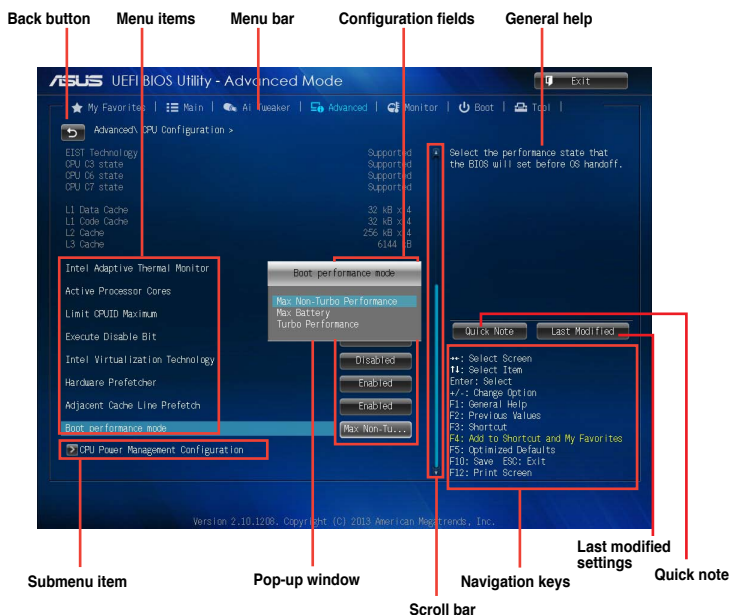 Back button
Menu items
Menu bar
Configuration fields
General help
ASUS UEFI BIOS Utility - Advanced Mode
Exit
My Favorites | Main | Ai Tweaker | Advanced | Monitor | Boot | Tool |
Advanced\ CPU Configuration >
EIST Technology Supported
CPU C3 state Supported
CPU C6 state Supported
CPU C7 state Supported
L1 Data Cache 32 kB x 4
L1 Code Cache 32 kB x 4
L2 Cache 256 kB x 4
L3 Cache 6144 kB
Select the performance state that
the BIOS will set before OS handoff.
Intel Adaptive Thermal Monitor
Active Processor Cores
Limit CPUID Maximum
Execute Disable Bit
Intel Virtualization Technology Disabled
Hardware Prefetcher Enabled
Adjacent Cache Line Prefetch Enabled
Boot performance mode Max Non-Tu...
CPU Power Management Configuration
Boot performance mode
Max Non-Turbo Performance
Max Battery
Turbo Performance
Quick Note
Last Modified
→←: Select Screen
↑↓: Select Item
Enter: Select
+/-: Change Option
F1: General Help
F2: Previous Values
F3: Shortcut
F4: Add to Shortcut and My Favorites
F5: Optimized Defaults
F10: Save ESC: Exit
F12: Print Screen
Version 2.10.1208. Copyright (C) 2013 American Megatrends, Inc.
Submenu item
Pop-up window
Scroll bar
Navigation keys
Last modified
settings
Quick note